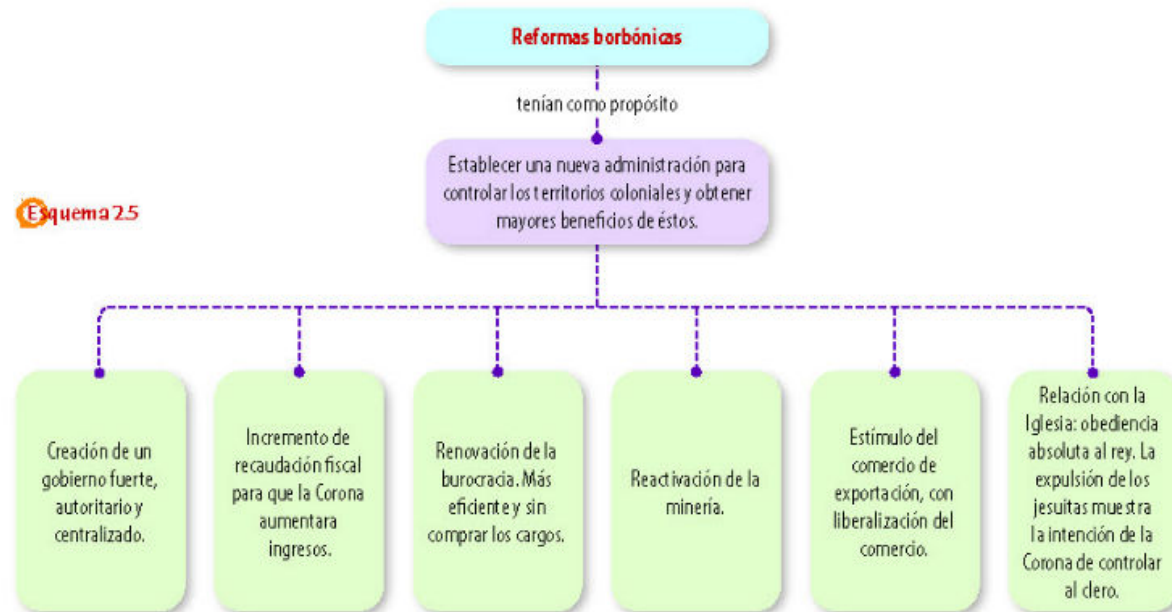 Reformas borbónicas
tenían como propósito
Establecer una nueva administración para
controlar los territorios coloniales y obtener
mayores beneficios de éstos.
Esquema 2.5
Creación de un
gobierno fuerte,
autoritario y
centralizado.
Incremento de
recaudación fiscal
para que la Corona
aumentara
ingresos.
Renovación de la
burocracia. Más
eficiente y sin
comprar los cargos.
Reactivación de la
minería.
Estímulo del
comercio de
exportación, con
liberalización del
comercio.
Relación con la
Iglesia: obediencia
absoluta al rey. La
expulsión de los
jesuitas muestra
la intención de la
Corona de controlar
al clero.